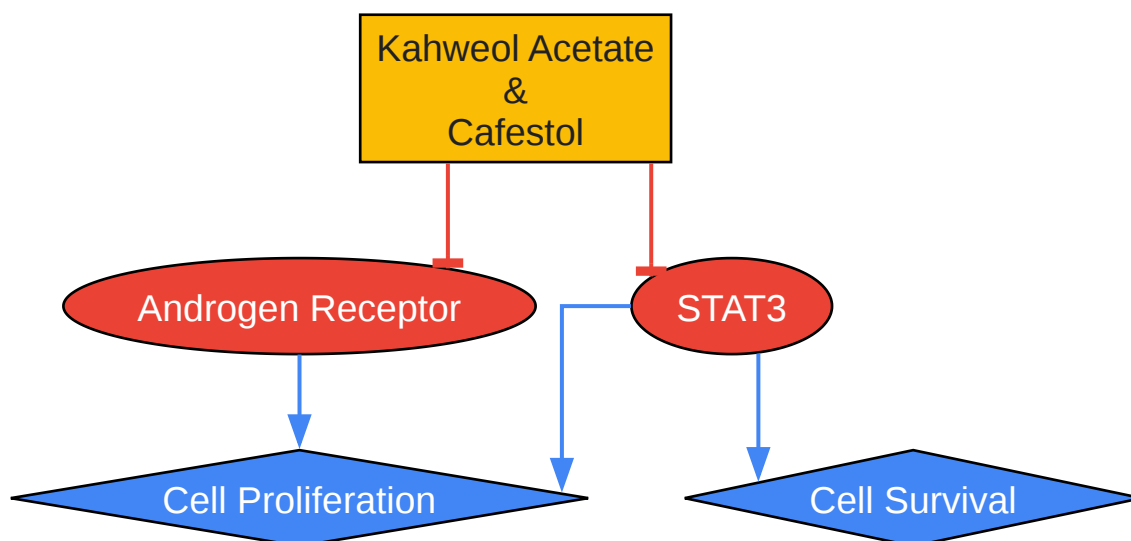 Kahweol Acetate
&
Cafestol
Androgen Receptor
STAT3
Cell Proliferation
Cell Survival